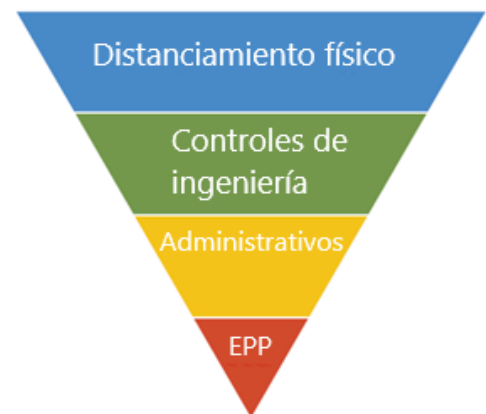 Distanciamiento físico
Controles de
ingeniería
Administrativos
EPP